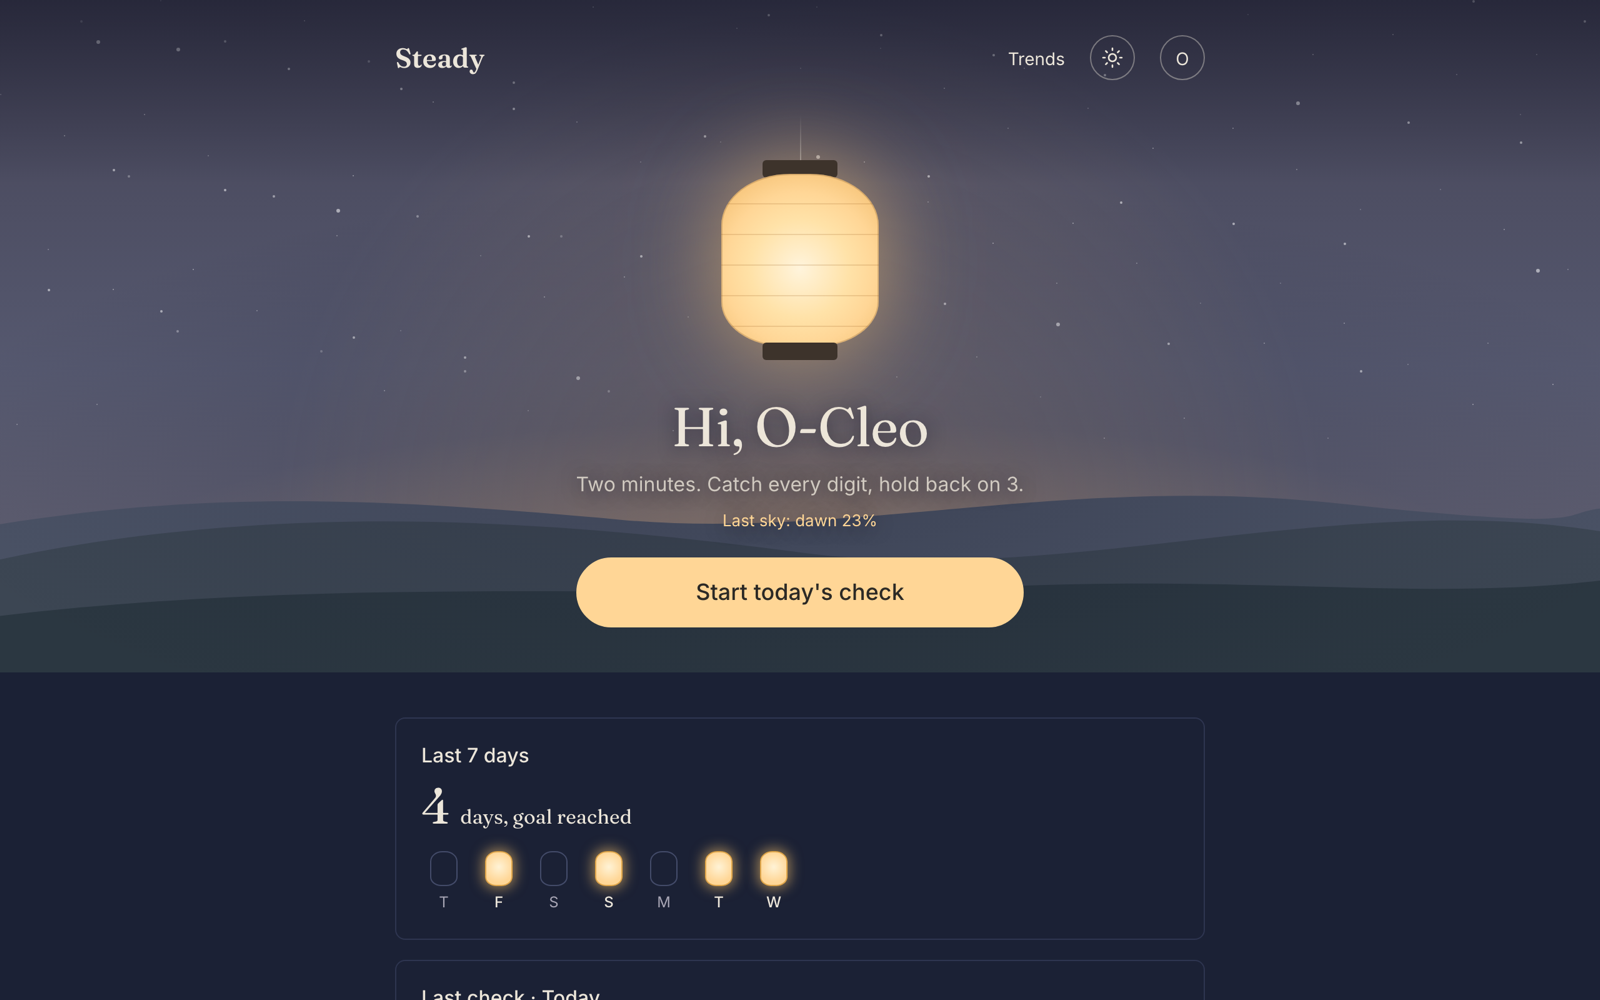 Steady
Trends
O
Hi, O-Cleo
Two minutes. Catch every digit, hold back on 3.
Last sky: dawn 23%
Start today's check
Last 7 days
4 days, goal reached
T F S S M T W
Last check · Today